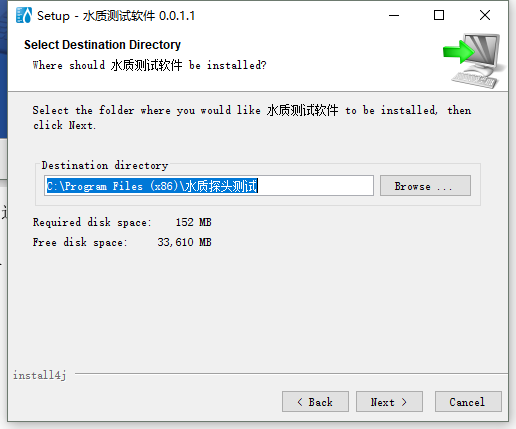 Setup - 水质测试软件 0.0.1.1
Select Destination Directory
Where should 水质测试软件 be installed?
Select the folder where you would like 水质测试软件 to be installed, then
click Next.
Destination directory
C:\Program Files (x86)\水质探头测试
Browse ...
Required disk space: 152 MB
Free disk space: 33,610 MB
install4j
< Back
Next >
Cancel